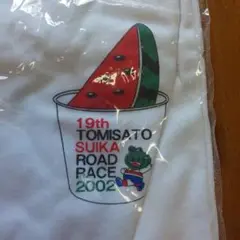 19th
TOMISATO
SUIKA
ROAD
RACE
2002